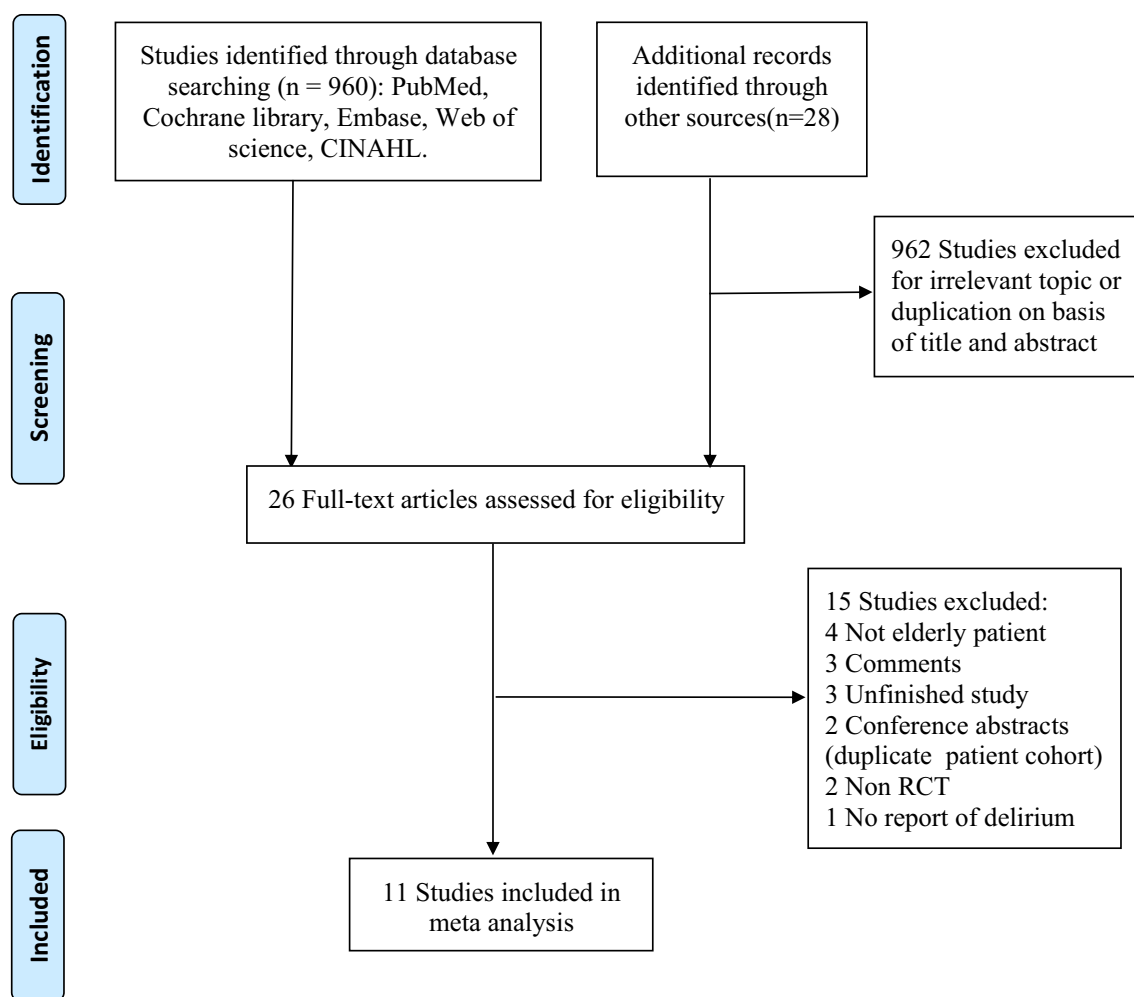 Identification
Studies identified through database
searching (n = 960): PubMed,
Cochrane library, Embase, Web of
science, CINAHL.
Additional records
identified through
other sources(n=28)
Screening
962 Studies excluded
for irrelevant topic or
duplication on basis
of title and abstract
26 Full-text articles assessed for eligibility
Eligibility
15 Studies excluded:
4 Not elderly patient
3 Comments
3 Unfinished study
2 Conference abstracts
(duplicate patient cohort)
2 Non RCT
1 No report of delirium
Included
11 Studies included in
meta analysis